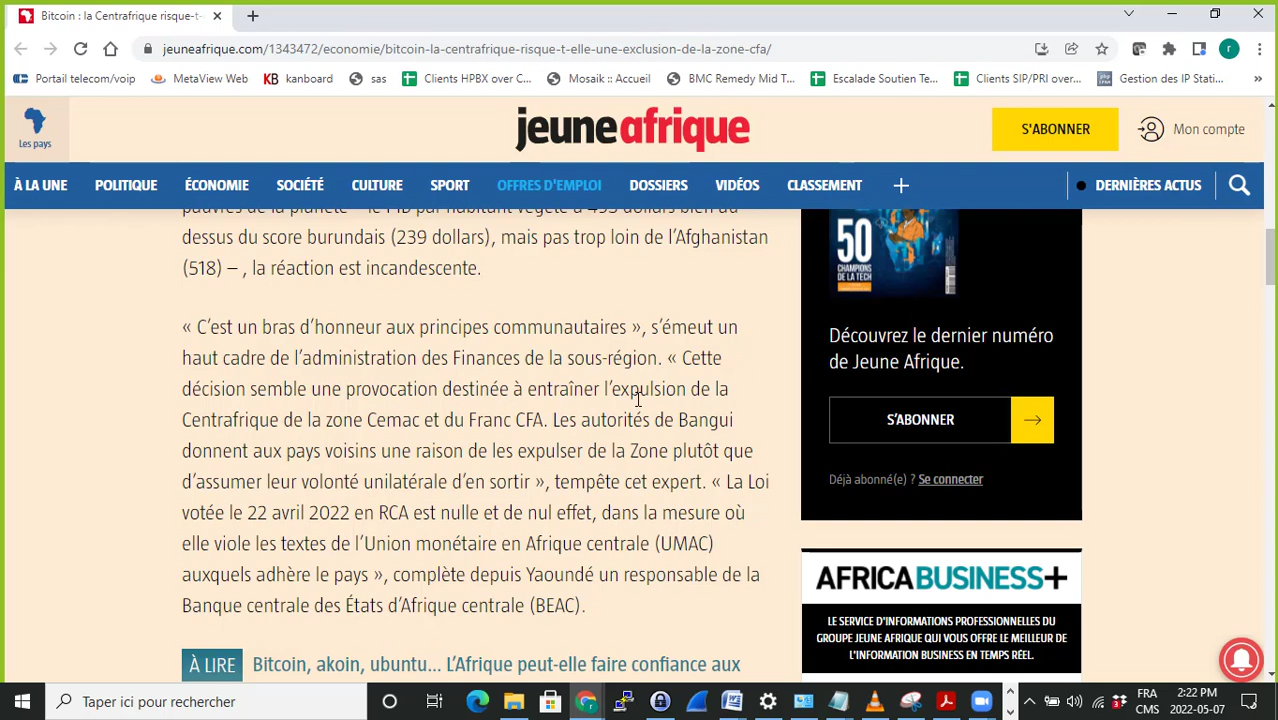 Bitcoin : la Centrafrique risque-t-
jeuneafrique.com/1343472/economie/bitcoin-la-centrafrique-risque-t-elle-une-exclusion-de-la-zone-cfa/
r
Portail telecom/voip
MetaView Web
KB kanboard
sas
Clients HPBX over C...
Mosaik :: Accueil
BMC Remedy Mid T...
Escalade Soutien Te...
Clients SIP/PRI over...
Gestion des IP Stati...
»
Les pays
jeuneafrique
S'ABONNER
Mon compte
À LA UNE POLITIQUE ÉCONOMIE SOCIÉTÉ CULTURE SPORT OFFRES D'EMPLOI DOSSIERS VIDÉOS CLASSEMENT + DERNIÈRES ACTUS
dessus du score burundais (239 dollars), mais pas trop loin de l'Afghanistan
(518) – , la réaction est incandescente.
« C'est un bras d'honneur aux principes communautaires », s'émeut un
haut cadre de l'administration des Finances de la sous-région. « Cette
décision semble une provocation destinée à entraîner l'expulsion de la
Centrafrique de la zone Cemac et du Franc CFA. Les autorités de Bangui
donnent aux pays voisins une raison de les expulser de la Zone plutôt que
d'assumer leur volonté unilatérale d'en sortir », tempête cet expert. « La Loi
votée le 22 avril 2022 en RCA est nulle et de nul effet, dans la mesure où
elle viole les textes de l'Union monétaire en Afrique centrale (UMAC)
auxquels adhère le pays », complète depuis Yaoundé un responsable de la
Banque centrale des États d'Afrique centrale (BEAC).
À LIRE Bitcoin, akoin, ubuntu... L'Afrique peut-elle faire confiance aux
50
CHAMPIONS
DE LA TECH
Découvrez le dernier numéro
de Jeune Afrique.
S'ABONNER
Déjà abonné(e) ? Se connecter
AFRICABUSINESS+
LE SERVICE D'INFORMATIONS PROFESSIONNELLES DU
GROUPE JEUNE AFRIQUE QUI VOUS OFFRE LE MEILLEUR DE
L'INFORMATION BUSINESS EN TEMPS RÉEL.
Taper ici pour rechercher
FRA
CMS
2:22 PM
2022-05-07